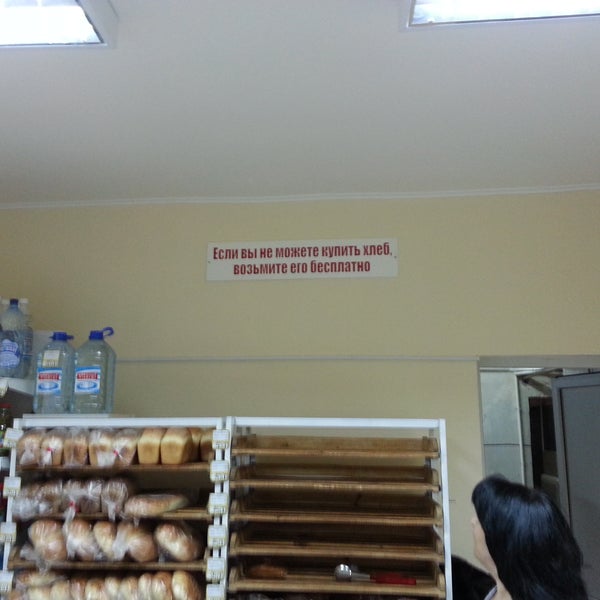 Если вы не можете купить хлеб,
возьмите его бесплатно